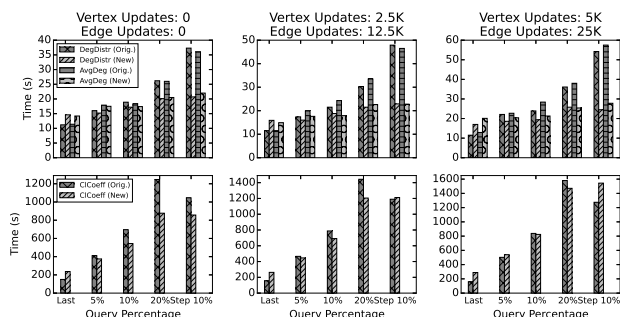 Vertex Updates: 0
Edge Updates: 0
Vertex Updates: 2.5K
Edge Updates: 12.5K
Vertex Updates: 5K
Edge Updates: 25K
Time (s)
40
35
30
25
20
15
10
5
0
DegDistr (Orig.)
DegDistr (New)
AvgDeg (Orig.)
AvgDeg (New)
50
40
30
20
10
0
60
50
40
30
20
10
0
Time (s)
1200
1000
800
600
400
200
0
ClCoeff (Orig.)
ClCoeff (New)
1400
1200
1000
800
600
400
200
0
1600
1400
1200
1000
800
600
400
200
0
Last 5% 10% 20% Step 10%
Last 5% 10% 20% Step 10%
Last 5% 10% 20% Step 10%
Query Percentage
Query Percentage
Query Percentage